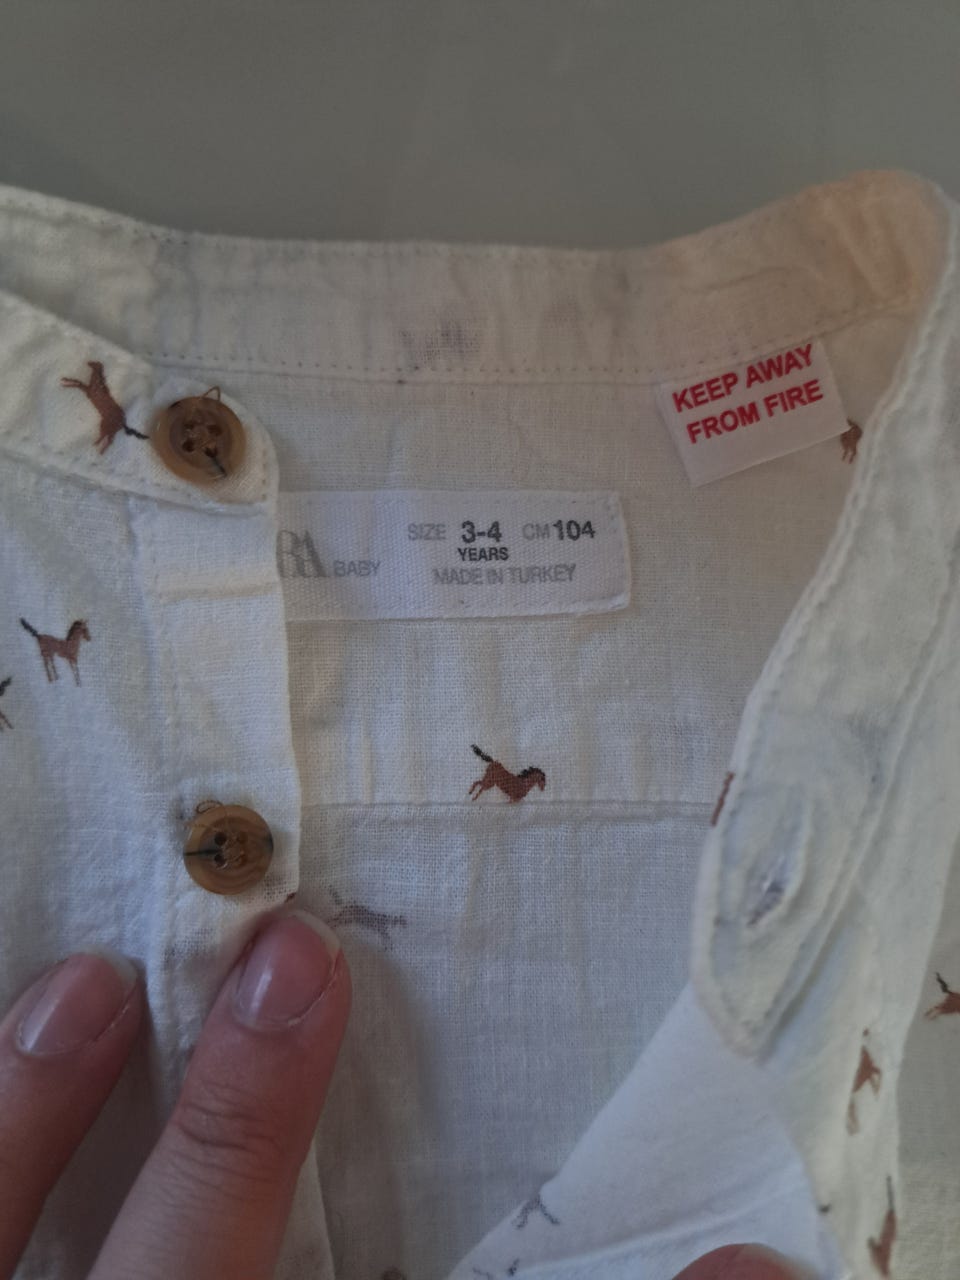 KEEP AWAY
FROM FIRE
BABY SIZE 3-4 CM 104
YEARS
MADE IN TURKEY